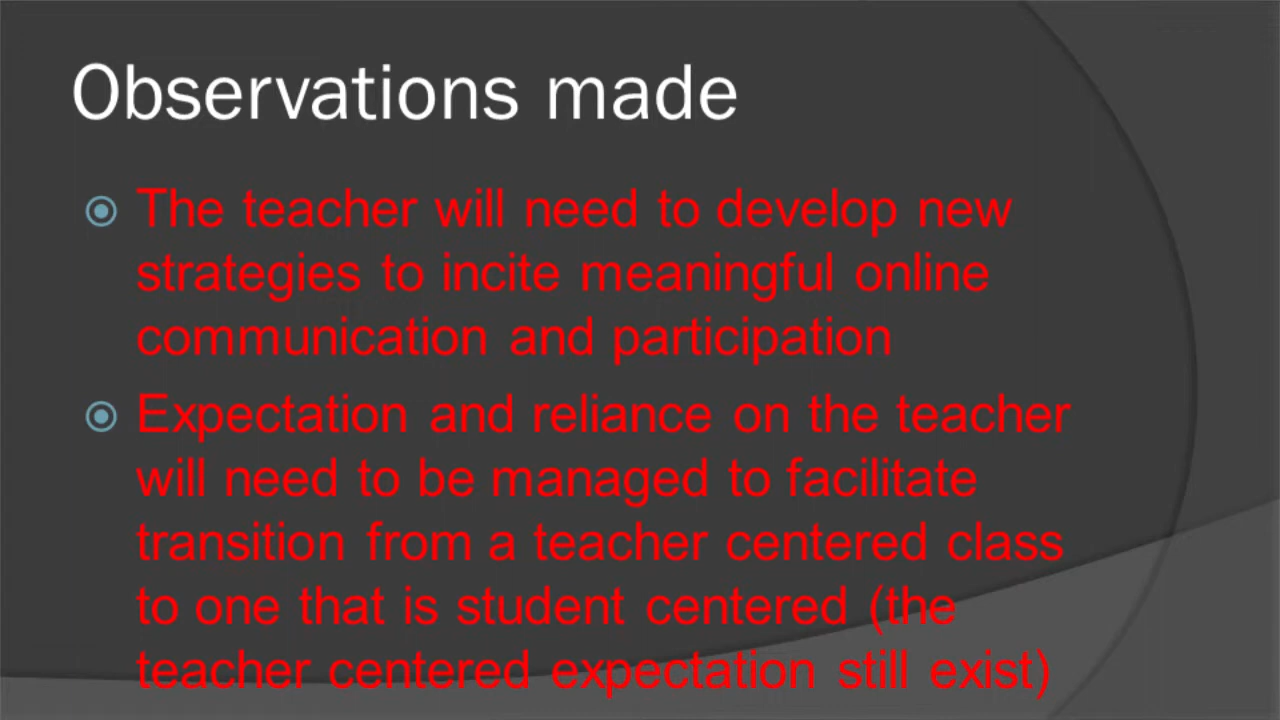 Observations made
The teacher will need to develop new
strategies to incite meaningful online
communication and participation
Expectation and reliance on the teacher
will need to be managed to facilitate
transition from a teacher centered class
to one that is student centered (the
teacher centered expectation still exist)